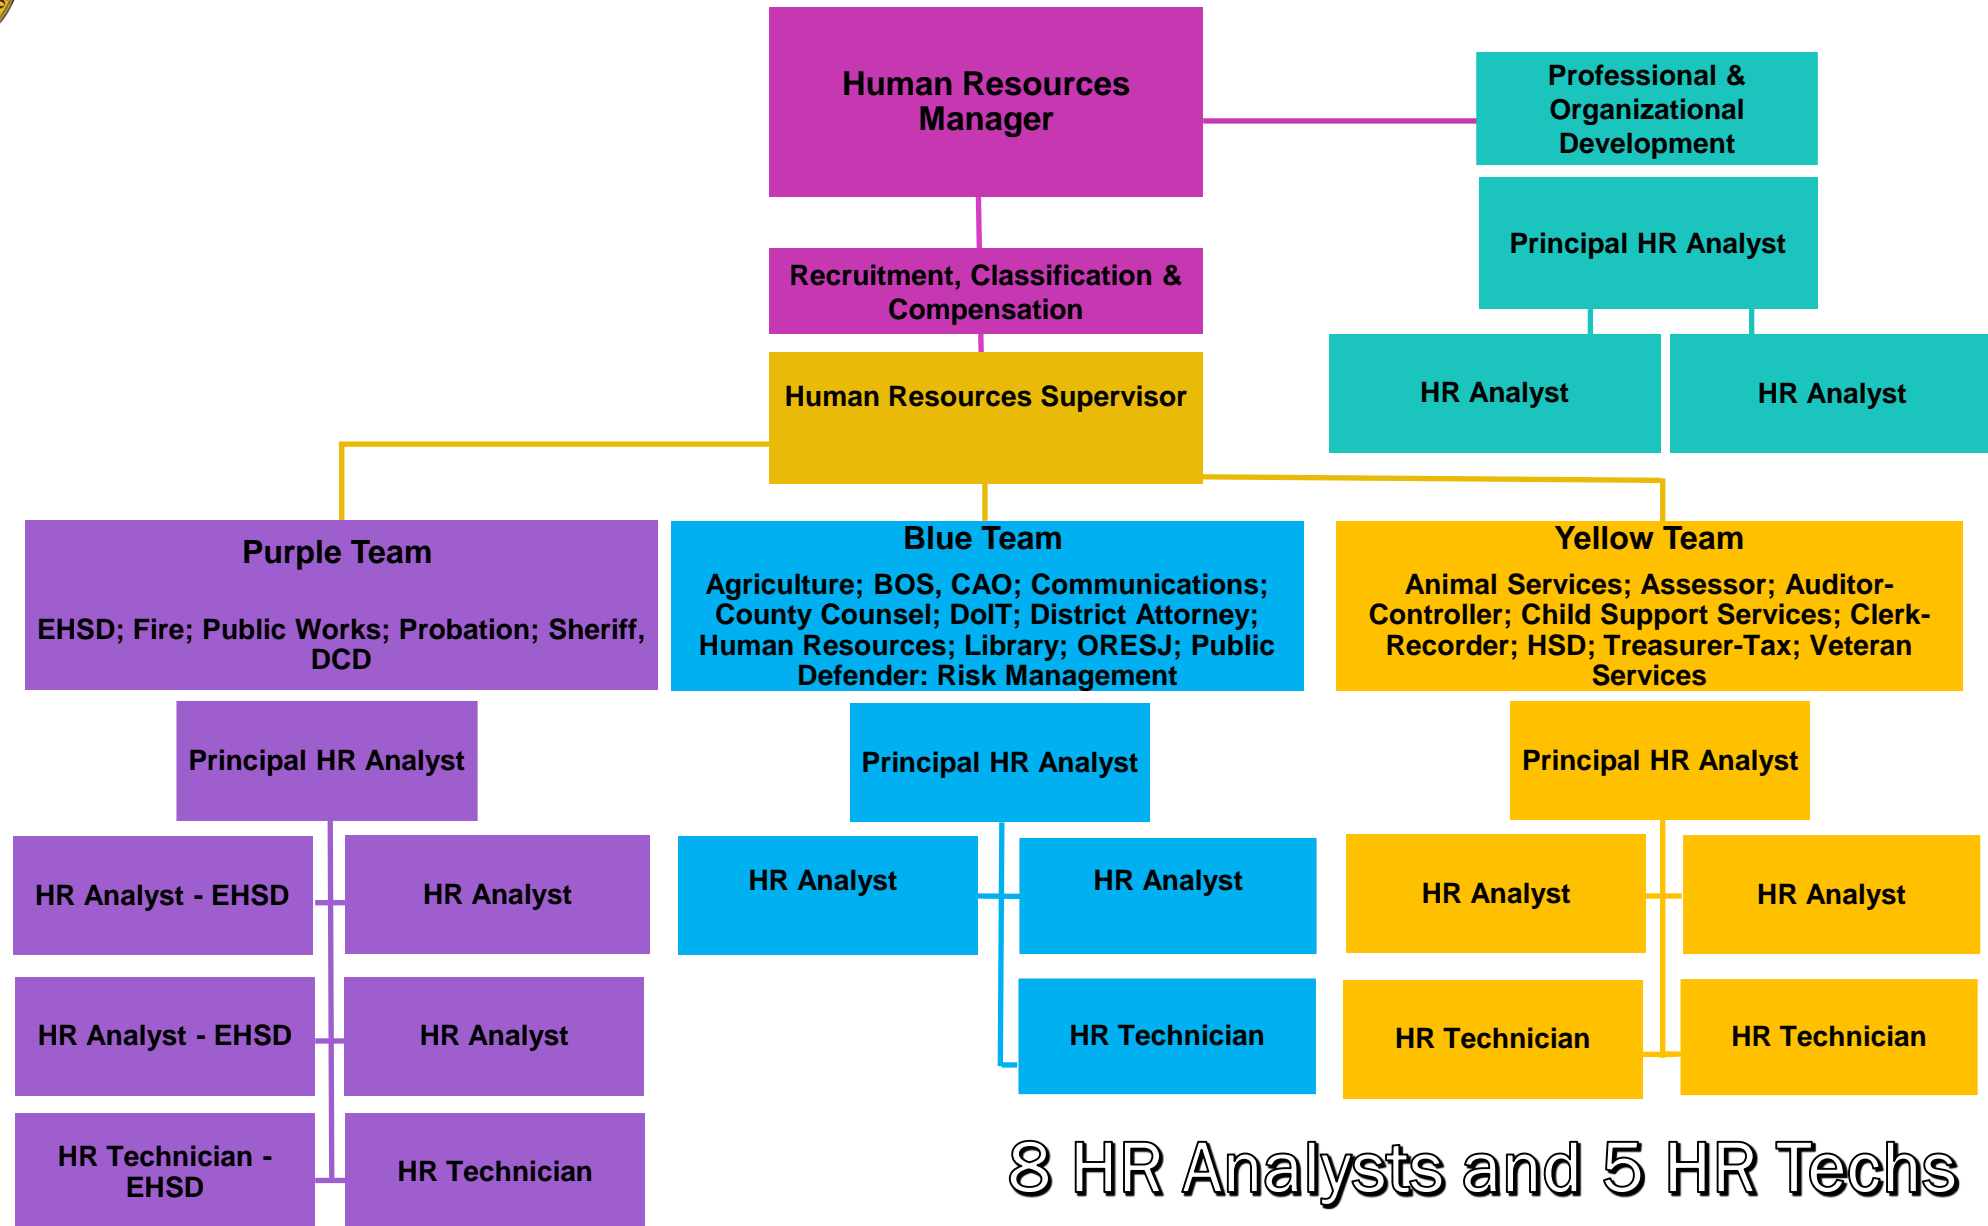 Human Resources
Manager
Professional &
Organizational
Development
Principal HR Analyst
HR Analyst
HR Analyst
Recruitment, Classification &
Compensation
Human Resources Supervisor
Purple Team
EHSD; Fire; Public Works; Probation; Sheriff,
DCD
Principal HR Analyst
HR Analyst - EHSD
HR Analyst
HR Analyst - EHSD
HR Analyst
HR Technician -
EHSD
HR Technician
Blue Team
Agriculture; BOS, CAO; Communications;
County Counsel; DoIT; District Attorney;
Human Resources; Library; ORESJ; Public
Defender: Risk Management
Principal HR Analyst
HR Analyst
HR Analyst
HR Technician
Yellow Team
Animal Services; Assessor; Auditor-
Controller; Child Support Services; Clerk-
Recorder; HSD; Treasurer-Tax; Veteran
Services
Principal HR Analyst
HR Analyst
HR Analyst
HR Technician
HR Technician
8 HR Analysts and 5 HR Techs